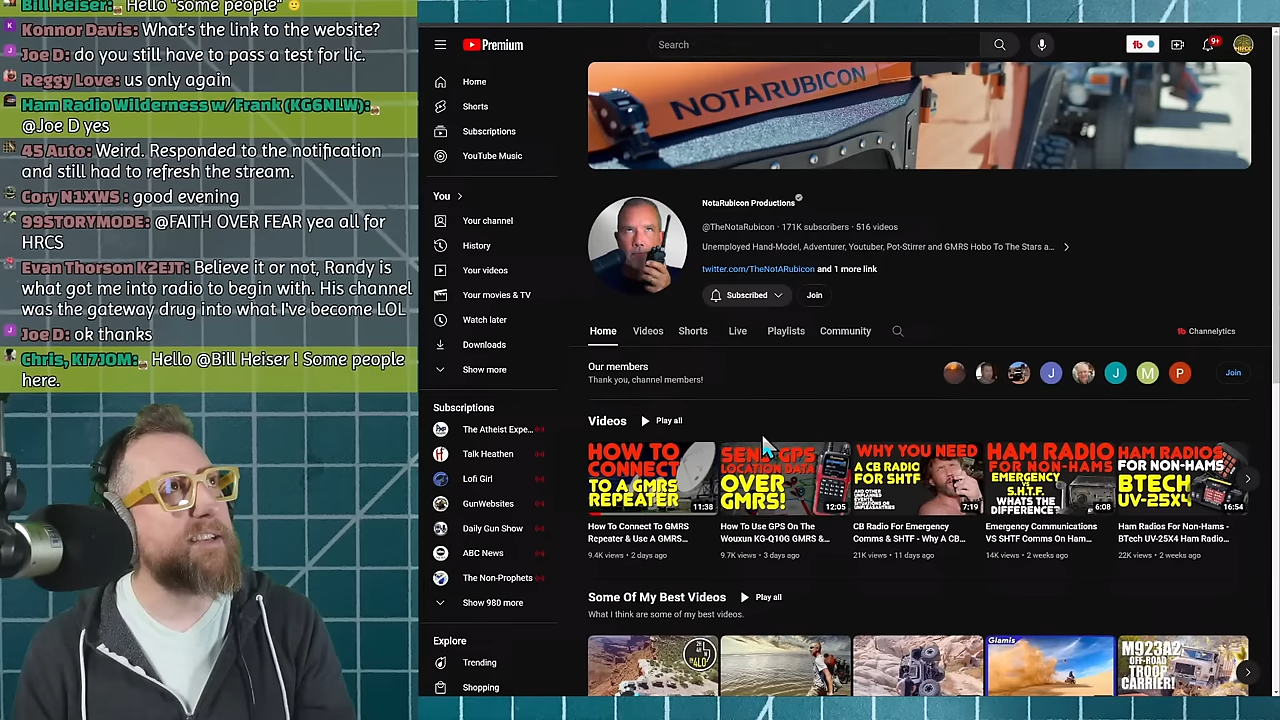 Bill Heiser: Hello "some people"
Konnor Davis: What's the link to the website?
Joe D: do you still have to pass a test for lic.
Reggy Love: us only again
Ham Radio Wilderness w/Frank (KG6NLW):
@Joe D yes
45 Auto: Weird. Responded to the notification
and still had to refresh the stream.
Cory N1XWS : good evening
99STORYMODE: @FAITH OVER FEAR yea all for
HRCS
Evan Thorson K2EJT: Believe it or not, Randy is
what got me into radio to begin with. His channel
was the gateway drug into what I've become LOL
Joe D: ok thanks
Chris, KI7JOM: Hello @Bill Heiser ! Some people
here.
Premium
Search
tb
9+
Home
Shorts
Subscriptions
YouTube Music
You
Your channel
History
Your videos
Your movies & TV
Watch later
Downloads
Show more
Subscriptions
The Atheist Expe...
Talk Heathen
Lofi Girl
GunWebsites
Daily Gun Show
ABC News
The Non-Prophets
Show 980 more
Explore
Trending
Shopping
NOTARUBICON
NotaRubicon Productions
@TheNotaRubicon · 171K subscribers · 516 videos
Unemployed Hand-Model, Adventurer, Youtuber, Pot-Stirrer and GMRS Hobo To The Stars a...
twitter.com/TheNotARubicon and 1 more link
Subscribed
Join
Home Videos Shorts Live Playlists Community
tb Channelytics
Our members
Thank you, channel members!
J J M P
Join
Videos Play all
HOW TO
CONNECT
TO A GMRS
REPEATER
11:38
How To Connect To GMRS
Repeater & Use A GMRS...
9.4K views · 2 days ago
SEND GPS
LOCATION DATA
OVER
GMRS!
12:05
How To Use GPS On The
Wouxun KG-Q10G GMRS &...
9.7K views · 3 days ago
WHY YOU NEED
A CB RADIO
FOR SHTF
7:19
CB Radio For Emergency
Comms & SHTF - Why A CB...
21K views · 11 days ago
HAM RADIO
FOR NON-HAMS
EMERGENCY
VS
S.H.T.F.
WHATS THE
DIFFERENCE?
6:08
Emergency Communications
VS SHTF Comms On Ham...
14K views · 2 weeks ago
HAM RADIOS
FOR NON-HAMS
BTECH
UV-25X4
16:54
Ham Radios For Non-Hams -
BTech UV-25X4 Ham Radio...
22K views · 2 weeks ago
Some Of My Best Videos Play all
What I think are some of my best videos.
Glamis
M923A2
OFF-ROAD
TROOP
CARRIER!